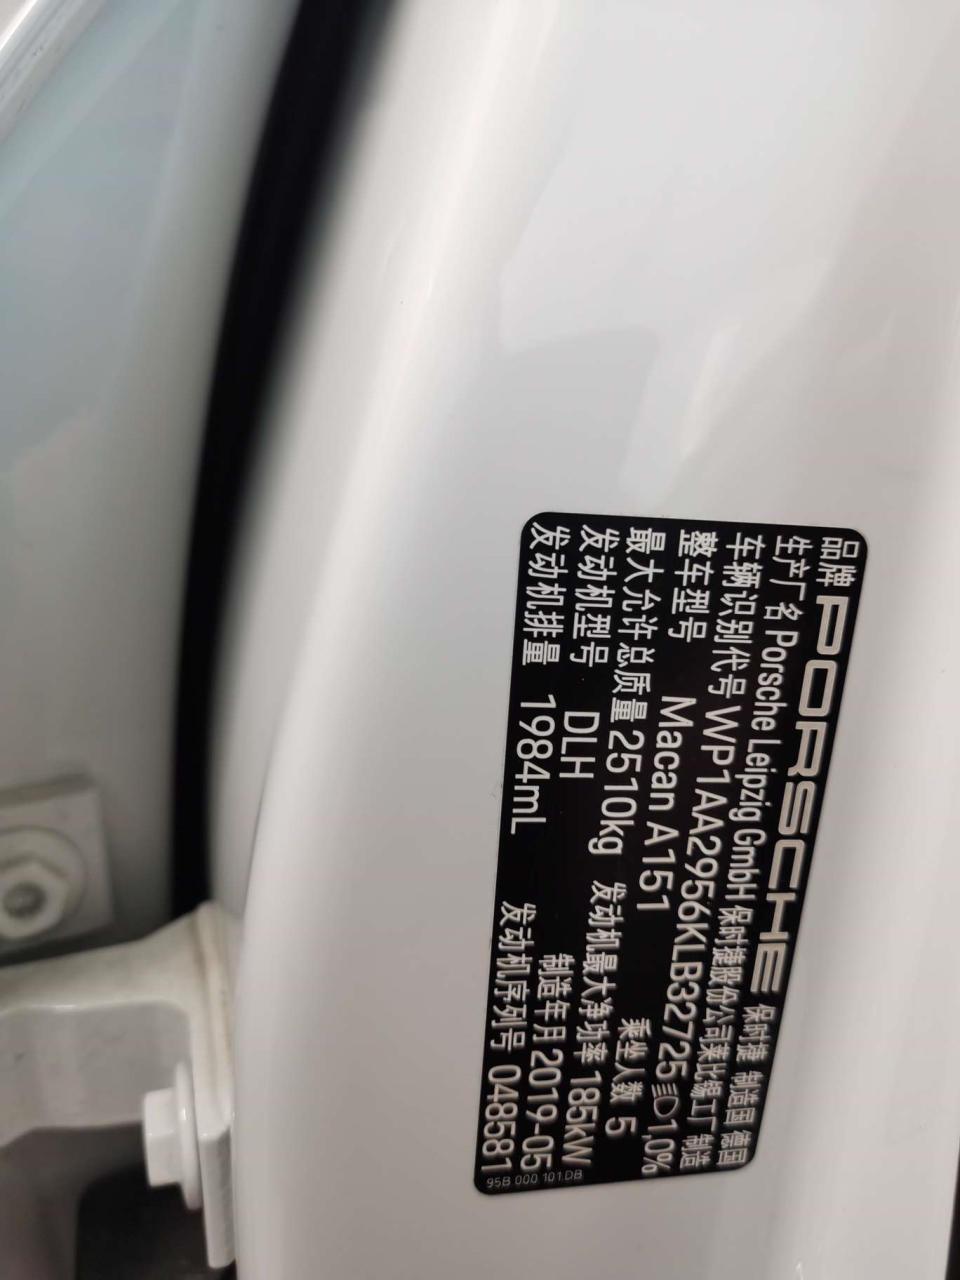 品牌 PORSCHE 保时捷 制造国 德国
生产厂名 Porsche Leipzig GmbH 保时捷股份公司莱比锡工厂 制造
车辆识别代号 WP1AA2956KLB32725 1,0%
整车型号 Macan A151 乘坐人数 5
最大允许总质量 2510kg 发动机最大净功率 185kW
发动机型号 DLH 制造年月 2019-05
发动机排量 1984mL 发动机序列号 048581
95B 000 101 DB